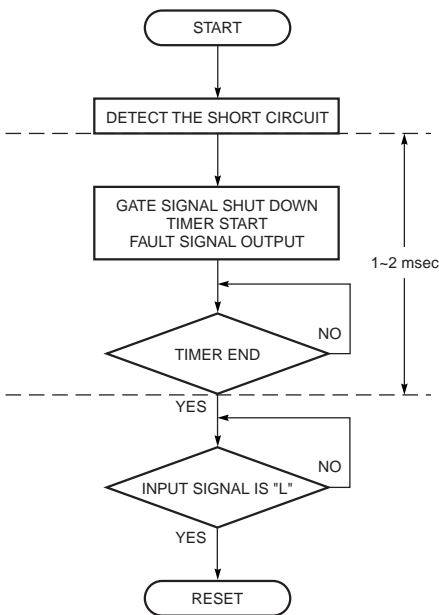 START
DETECT THE SHORT CIRCUIT
GATE SIGNAL SHUT DOWN
TIMER START
FAULT SIGNAL OUTPUT
1~2 msec
NO
TIMER END
YES
NO
INPUT SIGNAL IS "L"
YES
RESET